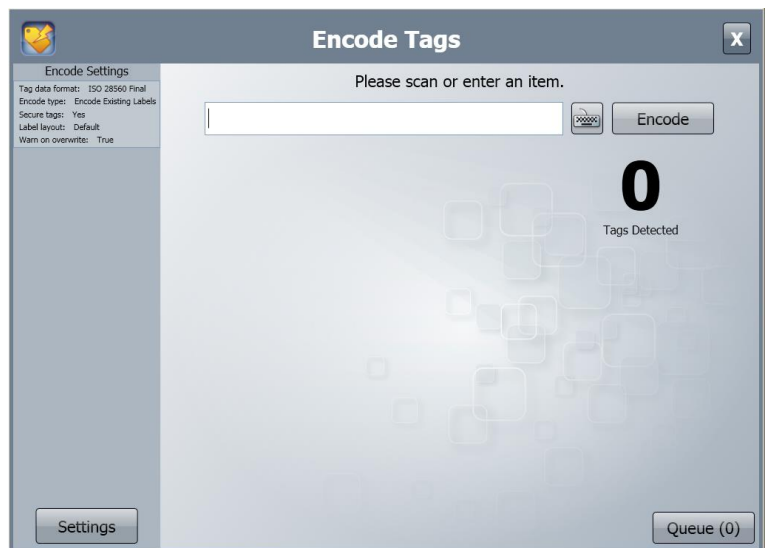 Encode Tags
X
Encode Settings
Tag data format: ISO 28560 Final
Encode type: Encode Existing Labels
Secure tags: Yes
Label layout: Default
Warn on overwrite: True
Please scan or enter an item.
Encode
0
Tags Detected
Settings
Queue (0)